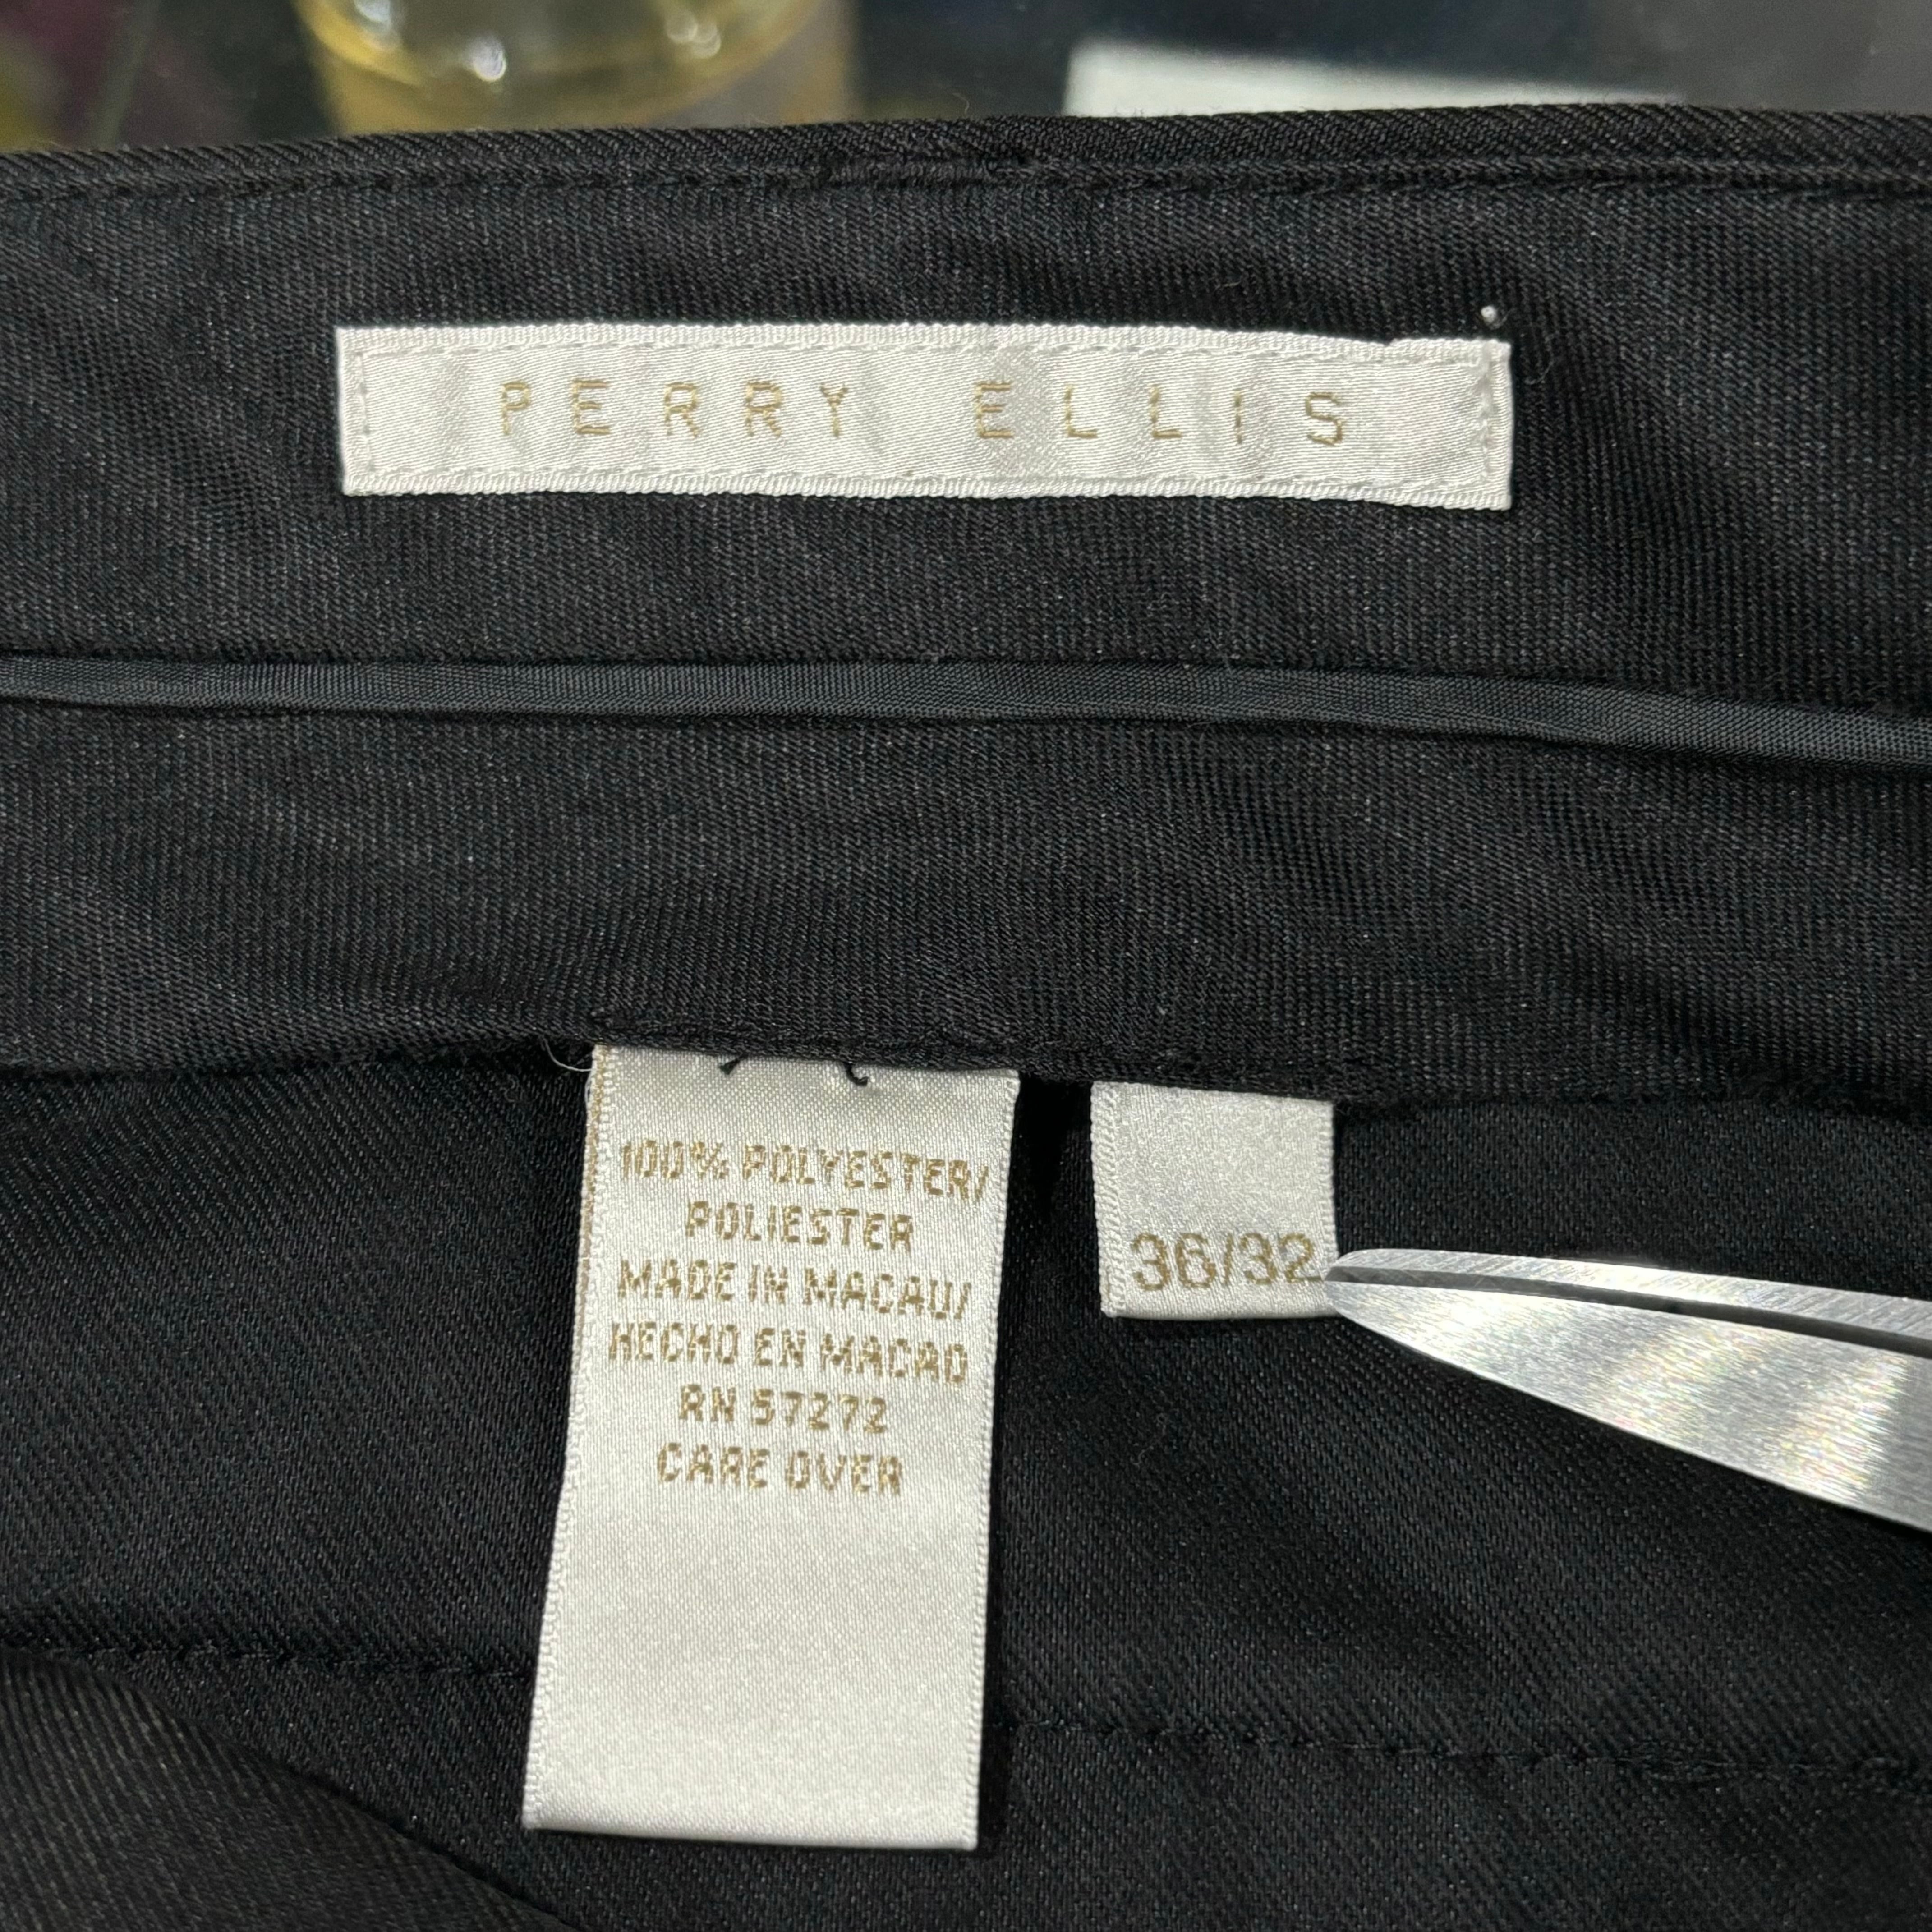 PERRY ELLIS
100% POLYESTER/
POLIESTER
MADE IN MACAU/
HECHO EN MACAO
RN 57272
CARE OVER
36/32